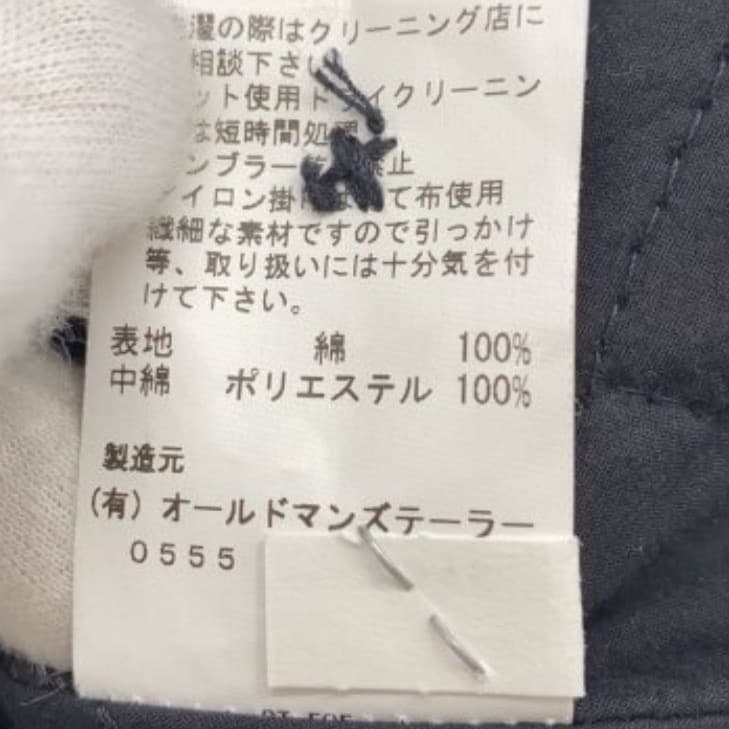 濯の際はクリーニング店に
相談下さい
ット使用ドライクリーニン
は短時間処理
ンブラー乾燥禁止
アイロン掛けはあて布使用
繊細な素材ですので引っかけ
等、取り扱いには十分気を付
けて下さい。
表地 綿 100%
中綿 ポリエステル 100%
製造元
(有) オールドマンズテーラー
0555